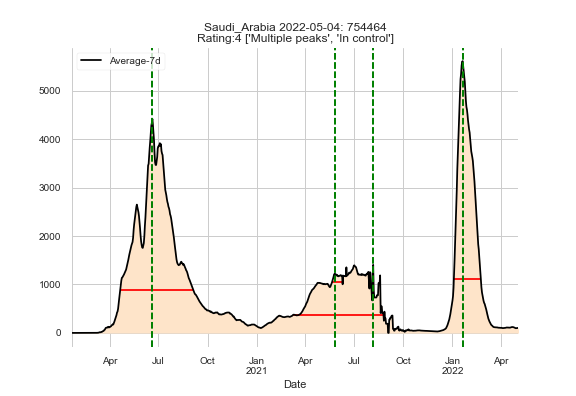 Saudi_Arabia 2022-05-04: 754464
Rating:4 ['Multiple peaks', 'In control']
Average-7d
5000
4000
3000
2000
1000
0
Apr Jul Oct Jan Apr Jul Oct Jan Apr
2021 2022
Date